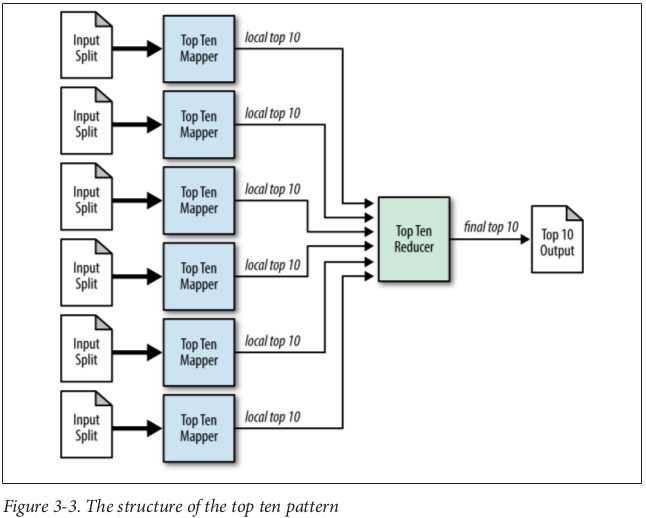 Input
Split
Top Ten
Mapper
local top 10
Input
Split
Top Ten
Mapper
local top 10
Input
Split
Top Ten
Mapper
local top 10
Input
Split
Top Ten
Mapper
local top 10
Input
Split
Top Ten
Mapper
local top 10
Input
Split
Top Ten
Mapper
local top 10
Top Ten
Reducer
final top 10
Top 10
Output
Figure 3-3. The structure of the top ten pattern